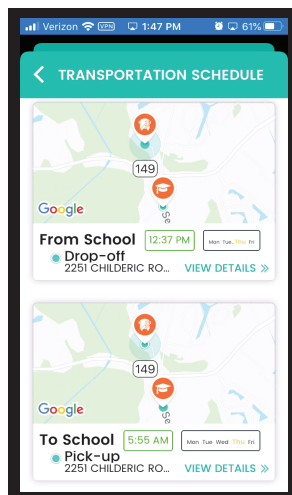 Verizon VPN 1:47 PM 61%
TRANSPORTATION SCHEDULE
149
Se
Google
From School 12:37 PM Mon Tue.. Thu Fri
Drop-off
2251 CHILDERIC RO... VIEW DETAILS »
149
Se
Google
To School 5:55 AM Mon Tue Wed Thu Fri
Pick-up
2251 CHILDERIC RO... VIEW DETAILS »